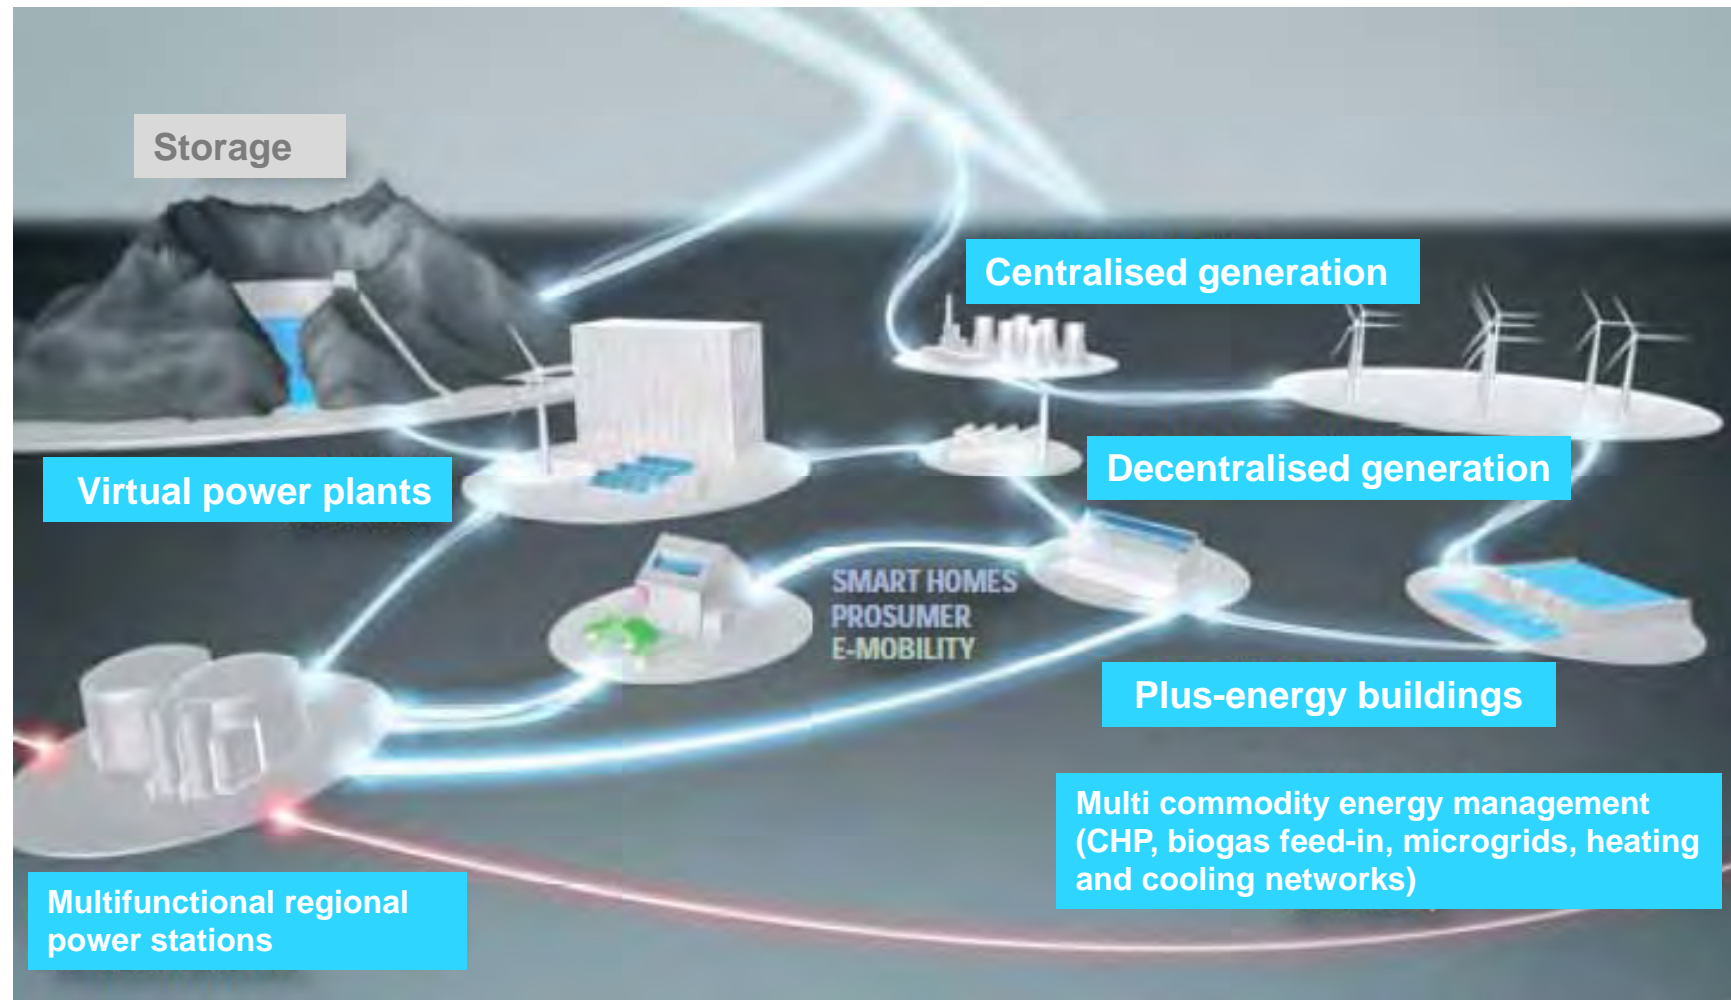 Storage
Centralised generation
Virtual power plants
Decentralised generation
SMART HOMES
PROSUMER
E-MOBILITY
Plus-energy buildings
Multi commodity energy management
(CHP, biogas feed-in, microgrids, heating
and cooling networks)
Multifunctional regional
power stations